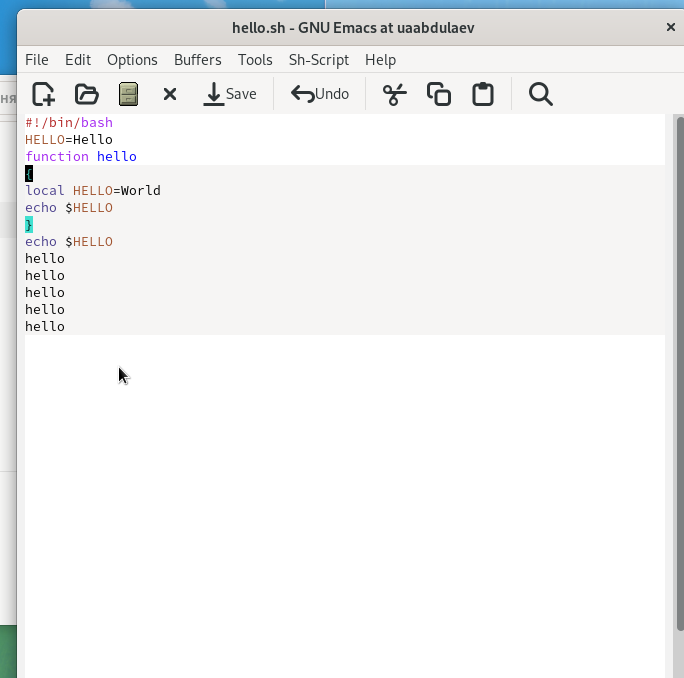 hello.sh - GNU Emacs at uaabdulaev
File Edit Options Buffers Tools Sh-Script Help
Save Undo
ня
#!/bin/bash
HELLO=Hello
function hello
{
local HELLO=World
echo $HELLO
}
echo $HELLO
hello
hello
hello
hello
hello